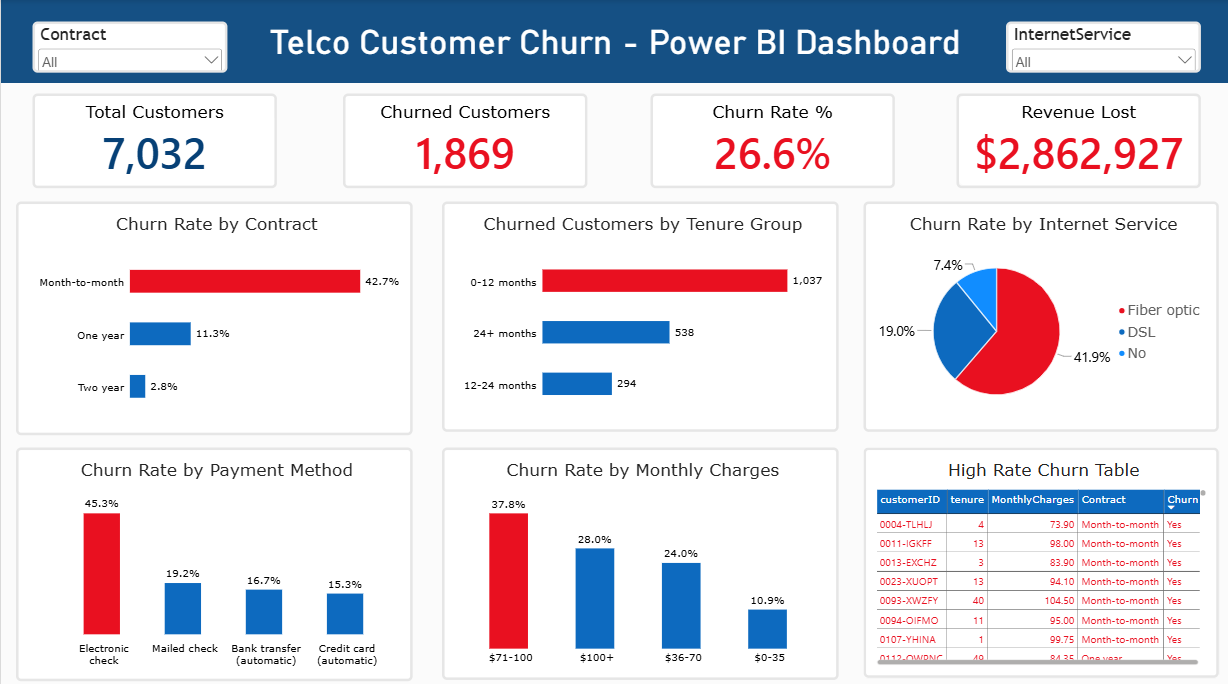 Contract
All
Telco Customer Churn - Power BI Dashboard
InternetService
All
Total Customers
7,032
Churned Customers
1,869
Churn Rate %
26.6%
Revenue Lost
$2,862,927
Churn Rate by Contract
Month-to-month 42.7%
One year 11.3%
Two year 2.8%
Churned Customers by Tenure Group
0-12 months 1,037
24+ months 538
12-24 months 294
Churn Rate by Internet Service
7.4%
19.0%
41.9%
Fiber optic
DSL
No
Churn Rate by Payment Method
45.3%
19.2%
16.7%
15.3%
Electronic
check
Mailed check
Bank transfer
(automatic)
Credit card
(automatic)
Churn Rate by Monthly Charges
37.8%
28.0%
24.0%
10.9%
$71-100
$100+
$36-70
$0-35
High Rate Churn Table
customerID tenure MonthlyCharges Contract Churn
0004-TLHLJ 4 73.90 Month-to-month Yes
0011-IGKFF 13 98.00 Month-to-month Yes
0013-EXCHZ 3 83.90 Month-to-month Yes
0023-XUOPT 13 94.10 Month-to-month Yes
0093-XWZFY 40 104.50 Month-to-month Yes
0094-OIFMO 11 95.00 Month-to-month Yes
0107-YHINA 1 99.75 Month-to-month Yes
49 84.35 One year Yes